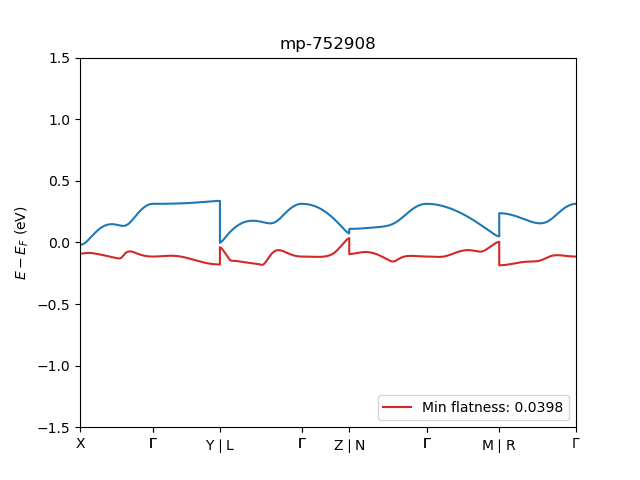 mp-752908
E − E_F (eV)
1.5
1.0
0.5
0.0
−0.5
−1.0
−1.5
Min flatness: 0.0398
X Γ Y | L Γ Z | N Γ M | R Γ